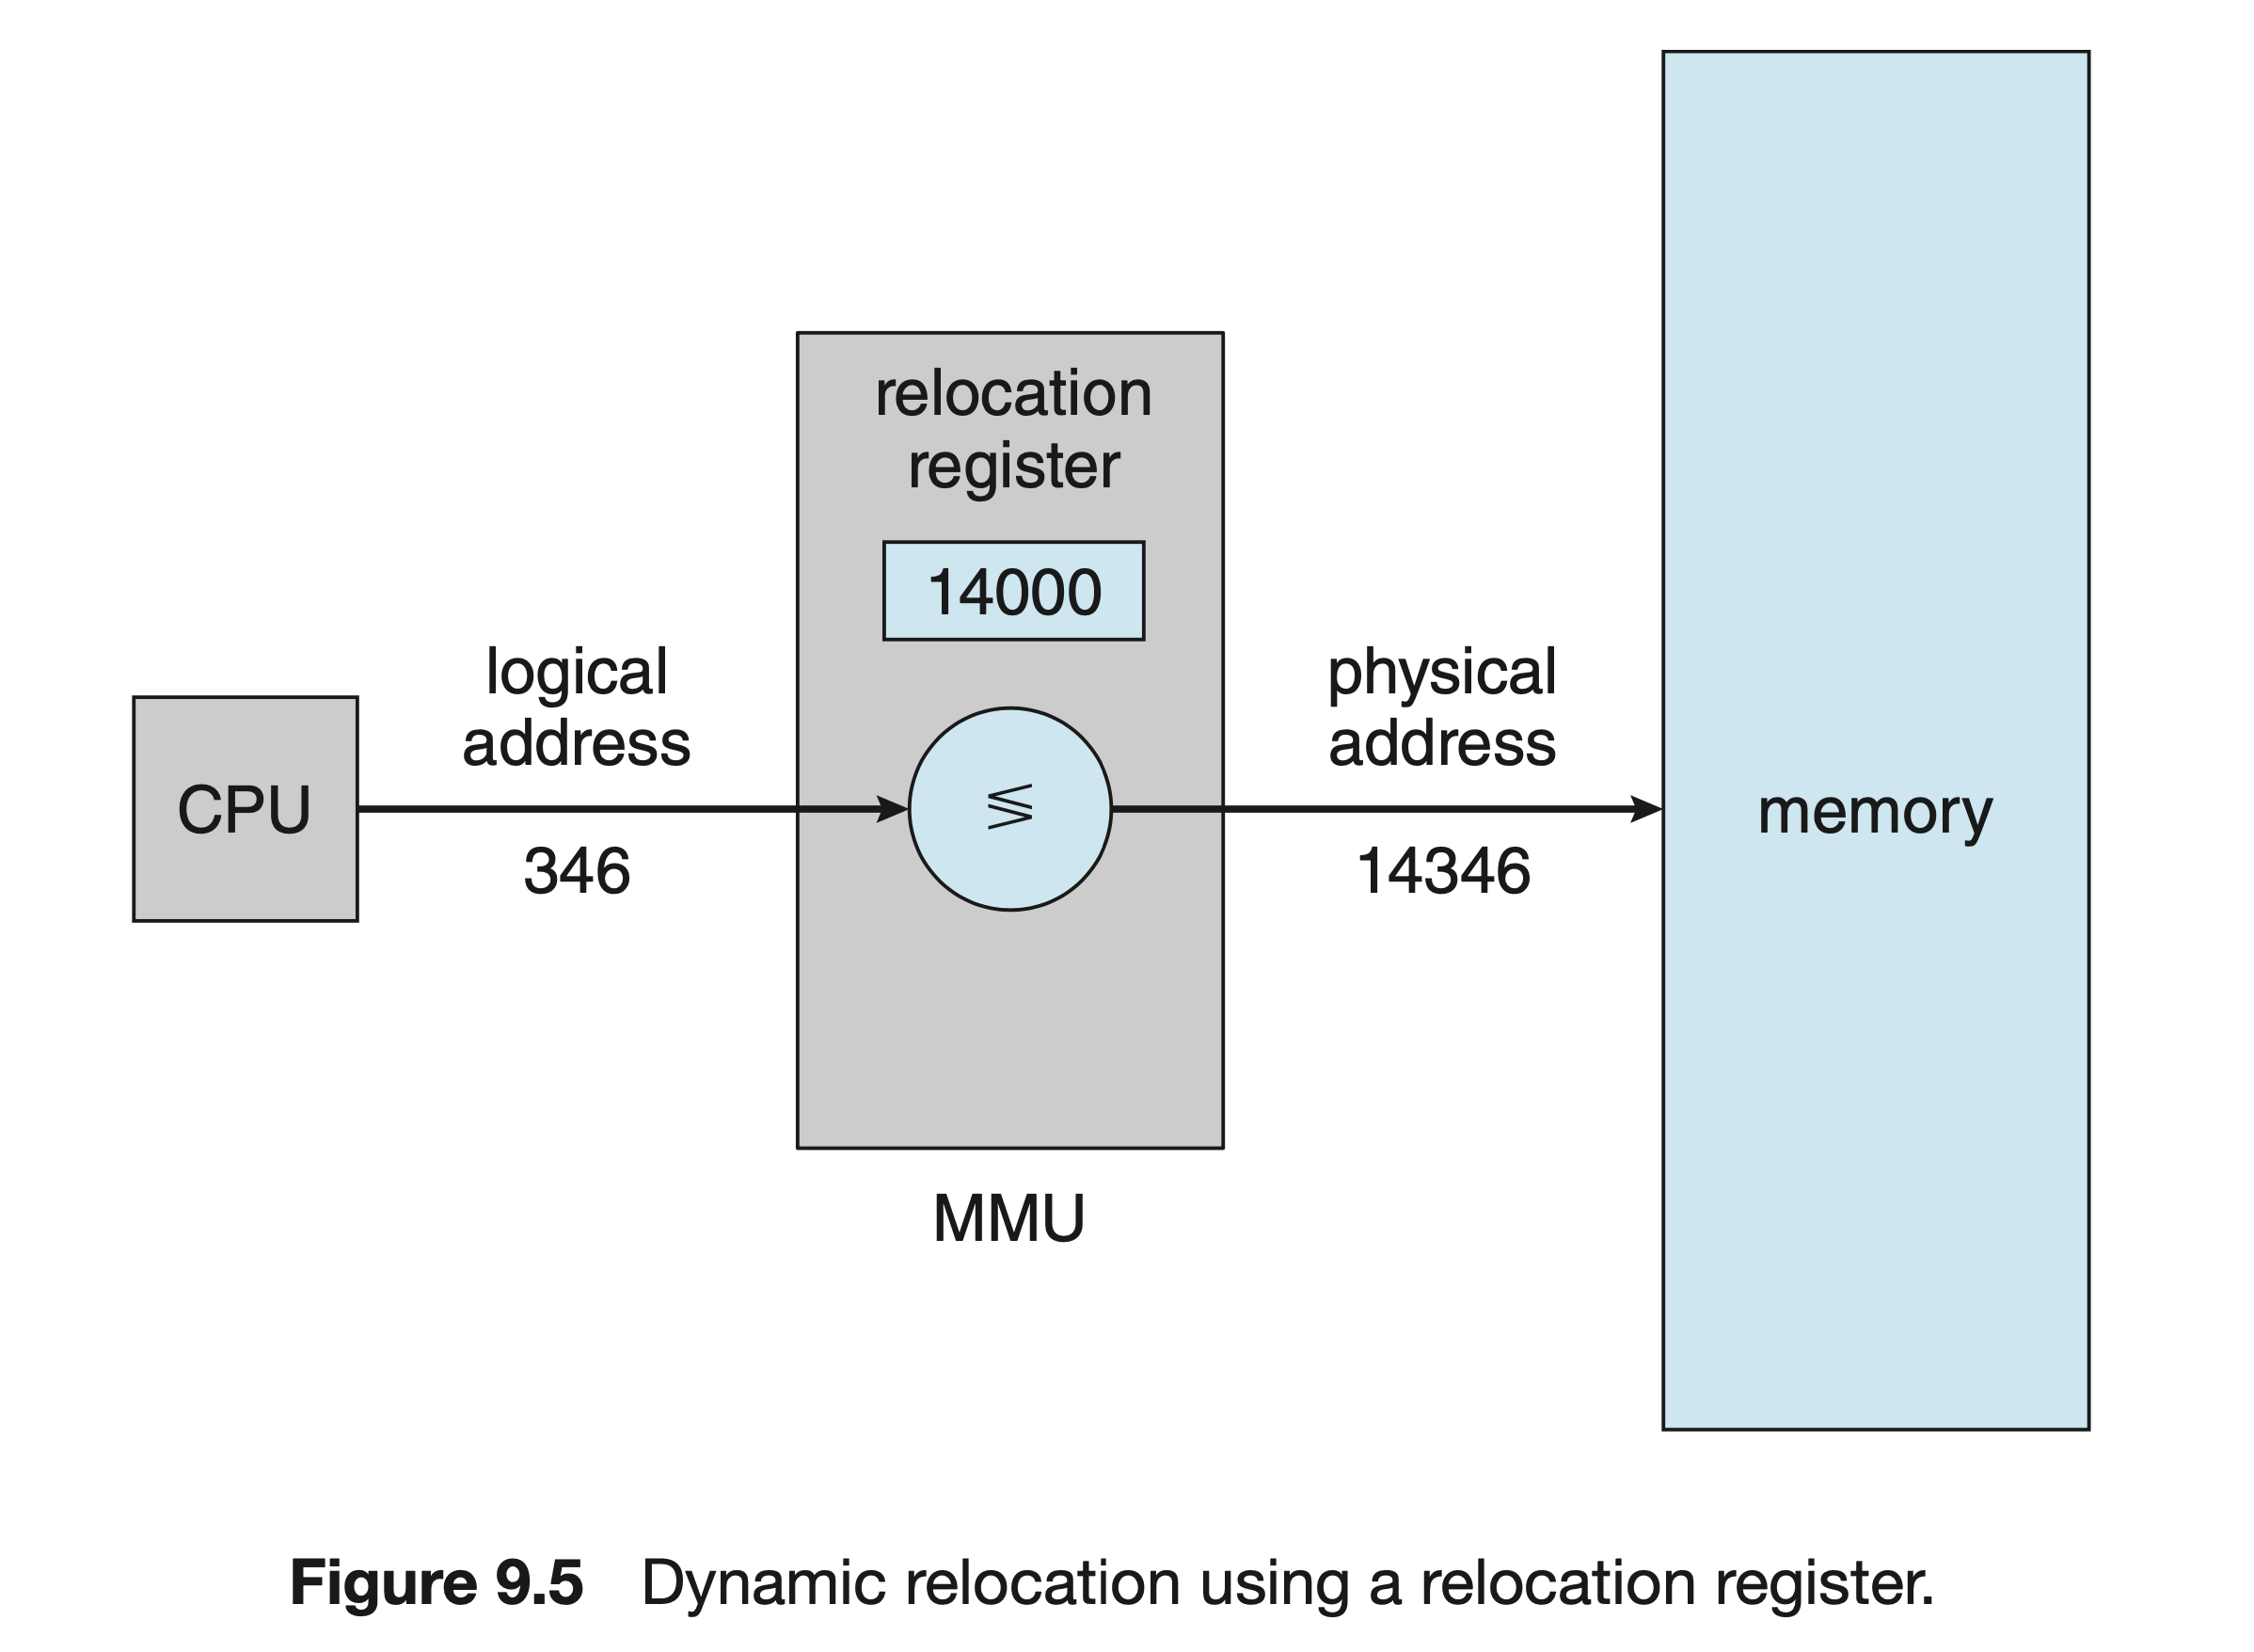 relocation
register
14000
logical
address
physical
address
CPU
≶
memory
346
14346
MMU
Figure 9.5 Dynamic relocation using a relocation register.